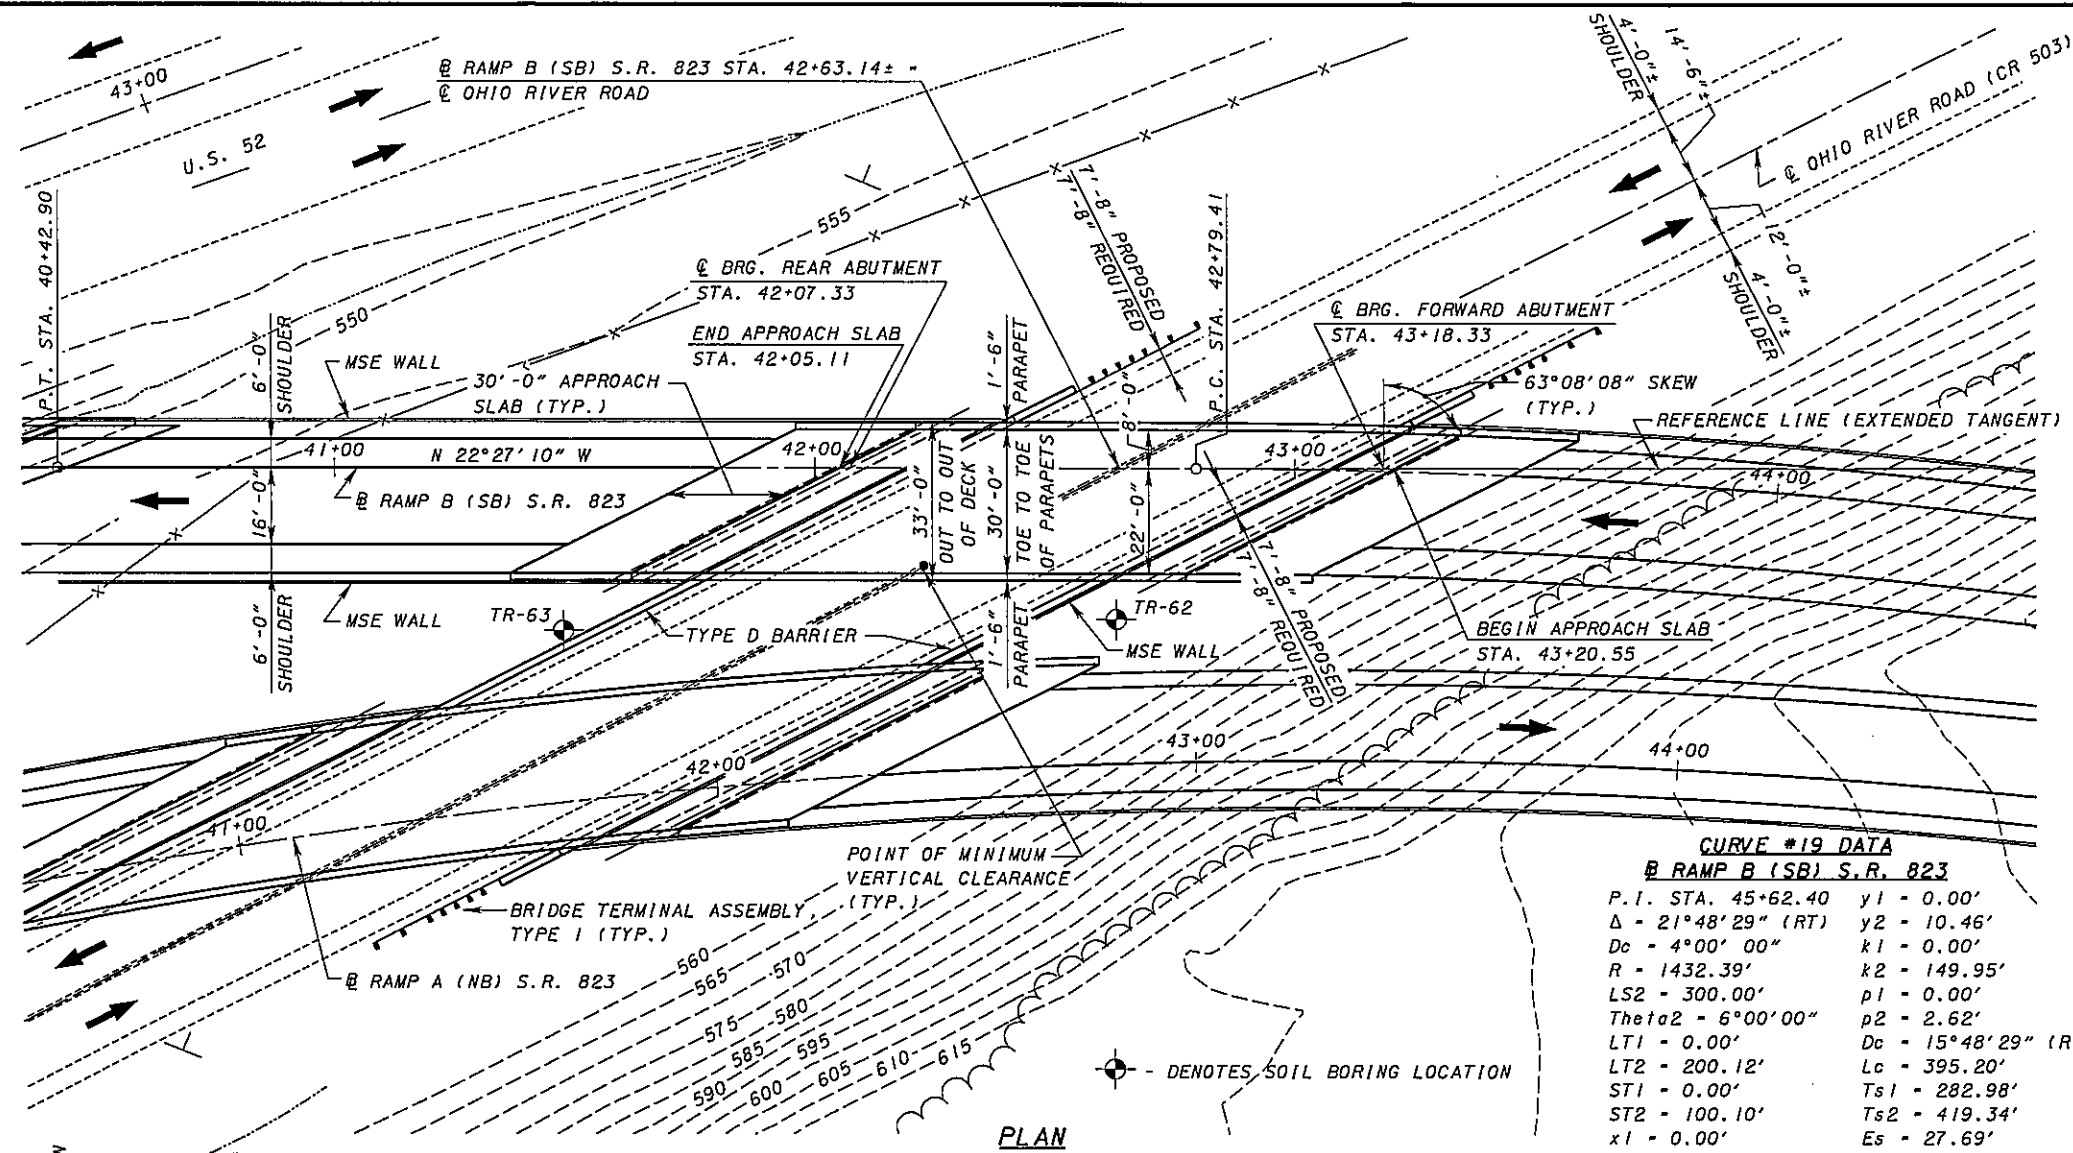 43+00
U.S. 52
℄ RAMP B (SB) S.R. 823 STA. 42+63.14± -
℄ OHIO RIVER ROAD
4'-0"±
SHOULDER
14'-6"±
℄ OHIO RIVER ROAD (CR 503)
12'-0"±
4'-0"±
SHOULDER
P.T. STA. 40+42.90
555
550
7'-8" PROPOSED
7'-8" REQUIRED
P.C. STA. 42+79.41
℄ BRG. REAR ABUTMENT
STA. 42+07.33
END APPROACH SLAB
STA. 42+05.11
℄ BRG. FORWARD ABUTMENT
STA. 43+18.33
6'-0"
SHOULDER
MSE WALL
30'-0" APPROACH
SLAB (TYP.)
1'-6"
PARAPET
8'-0"
63°08'08" SKEW
(TYP.)
REFERENCE LINE (EXTENDED TANGENT)
41+00
N 22°27'10" W
42+00
43+00
44+00
16'-0"
℄ RAMP B (SB) S.R. 823
33'-0"
OUT TO OUT
OF DECK
30'-0"
TOE TO TOE
OF PARAPETS
22'-0"
7'-8" PROPOSED
7'-8" REQUIRED
6'-0"
SHOULDER
MSE WALL
TR-63
TYPE D BARRIER
1'-6"
PARAPET
TR-62
MSE WALL
BEGIN APPROACH SLAB
STA. 43+20.55
41+00
42+00
43+00
44+00
POINT OF MINIMUM
VERTICAL CLEARANCE
(TYP.)
BRIDGE TERMINAL ASSEMBLY,
TYPE 1 (TYP.)
℄ RAMP A (NB) S.R. 823
560
565
570
575
580
585
590
595
600
605
610
615
- DENOTES SOIL BORING LOCATION
PLAN
CURVE #19 DATA
℄ RAMP B (SB) S.R. 823
P.I. STA. 45+62.40 y1 - 0.00'
Δ - 21°48'29" (RT) y2 - 10.46'
Dc - 4°00'00" k1 - 0.00'
R - 1432.39' k2 - 149.95'
LS2 - 300.00' p1 - 0.00'
Theta2 - 6°00'00" p2 - 2.62'
LT1 - 0.00' Dc - 15°48'29" (R
LT2 - 200.12' Lc - 395.20'
ST1 - 0.00' Ts1 - 282.98'
ST2 - 100.10' Ts2 - 419.34'
x1 - 0.00' Es - 27.69'